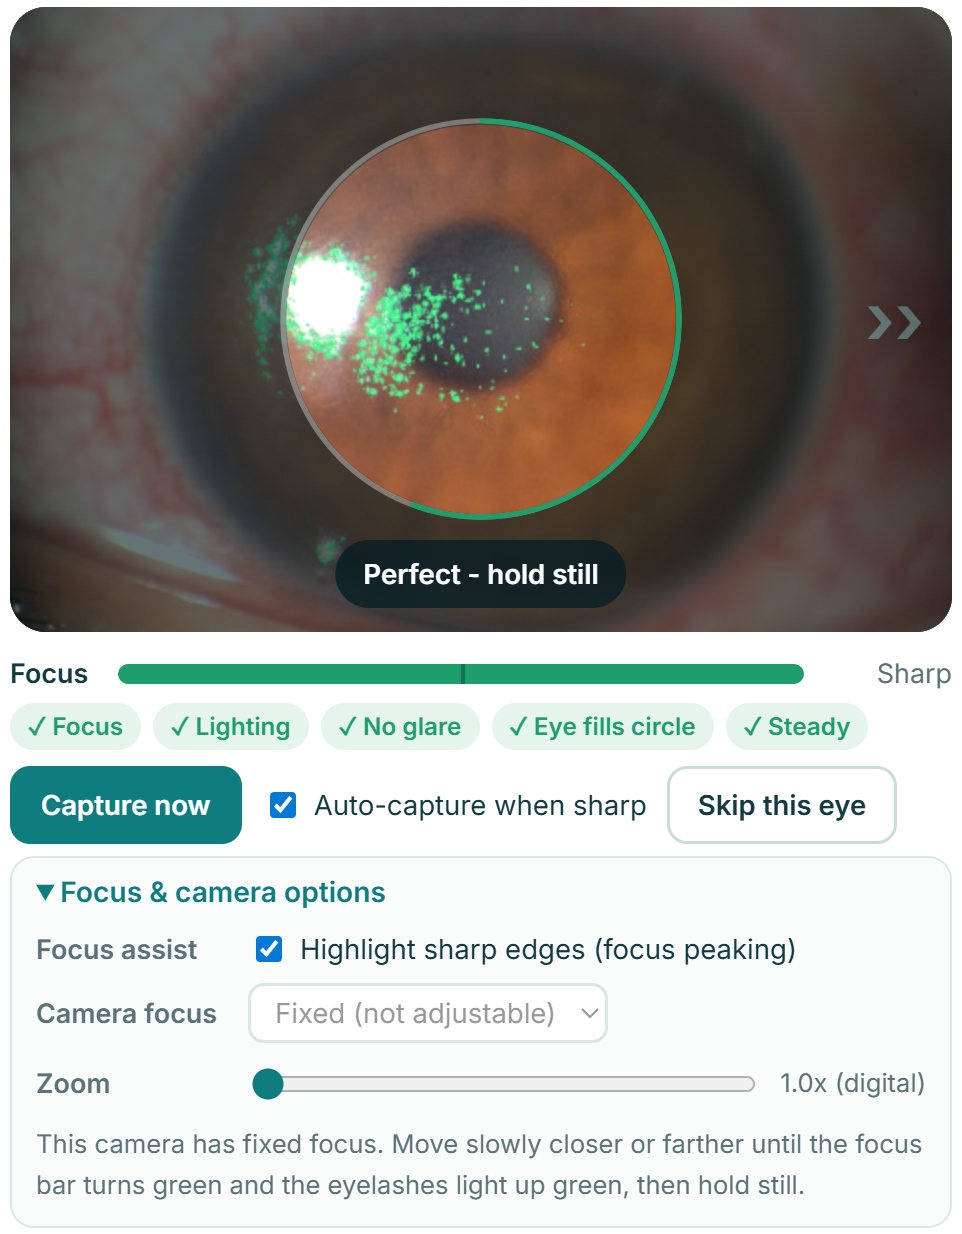 Perfect - hold still
Focus Sharp
✓ Focus ✓ Lighting ✓ No glare ✓ Eye fills circle ✓ Steady
Capture now Auto-capture when sharp Skip this eye
▼ Focus & camera options
Focus assist Highlight sharp edges (focus peaking)
Camera focus Fixed (not adjustable)
Zoom 1.0x (digital)
This camera has fixed focus. Move slowly closer or farther until the focus
bar turns green and the eyelashes light up green, then hold still.